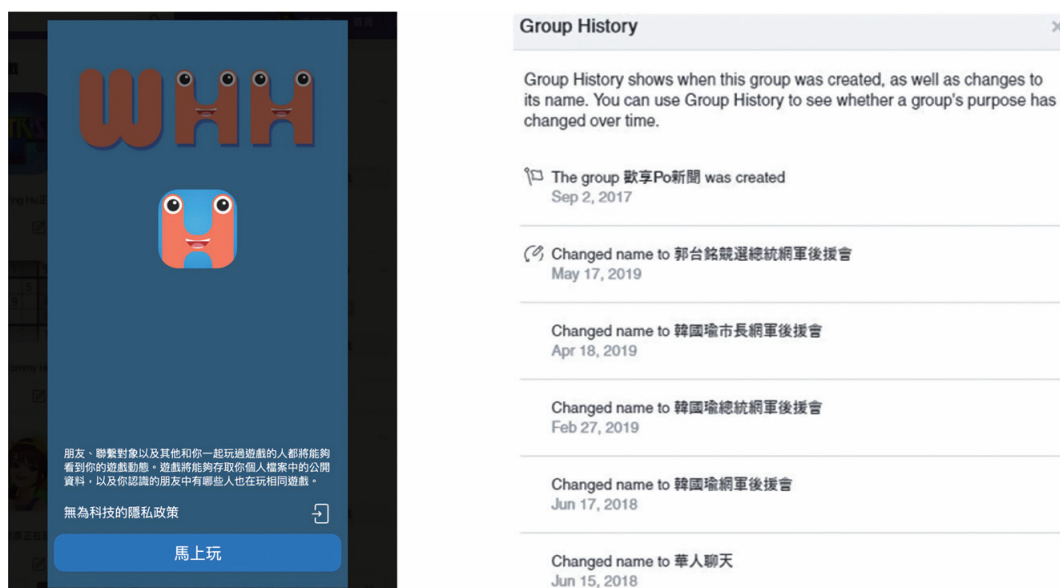 WHH
朋友、聯繫對象以及其他和你一起玩過遊戲的人都將能夠
看到你的遊戲動態。遊戲將能夠存取你個人檔案中的公開
資料，以及你認識的朋友中有哪些人也在玩相同遊戲。
無為科技的隱私政策
馬上玩
Group History
Group History shows when this group was created, as well as changes to
its name. You can use Group History to see whether a group's purpose has
changed over time.
The group 歡享Po新聞 was created
Sep 2, 2017
Changed name to 郭台銘競選總統網軍後援會
May 17, 2019
Changed name to 韓國瑜市長網軍後援會
Apr 18, 2019
Changed name to 韓國瑜總統網軍後援會
Feb 27, 2019
Changed name to 韓國瑜網軍後援會
Jun 17, 2018
Changed name to 華人聊天
Jun 15, 2018